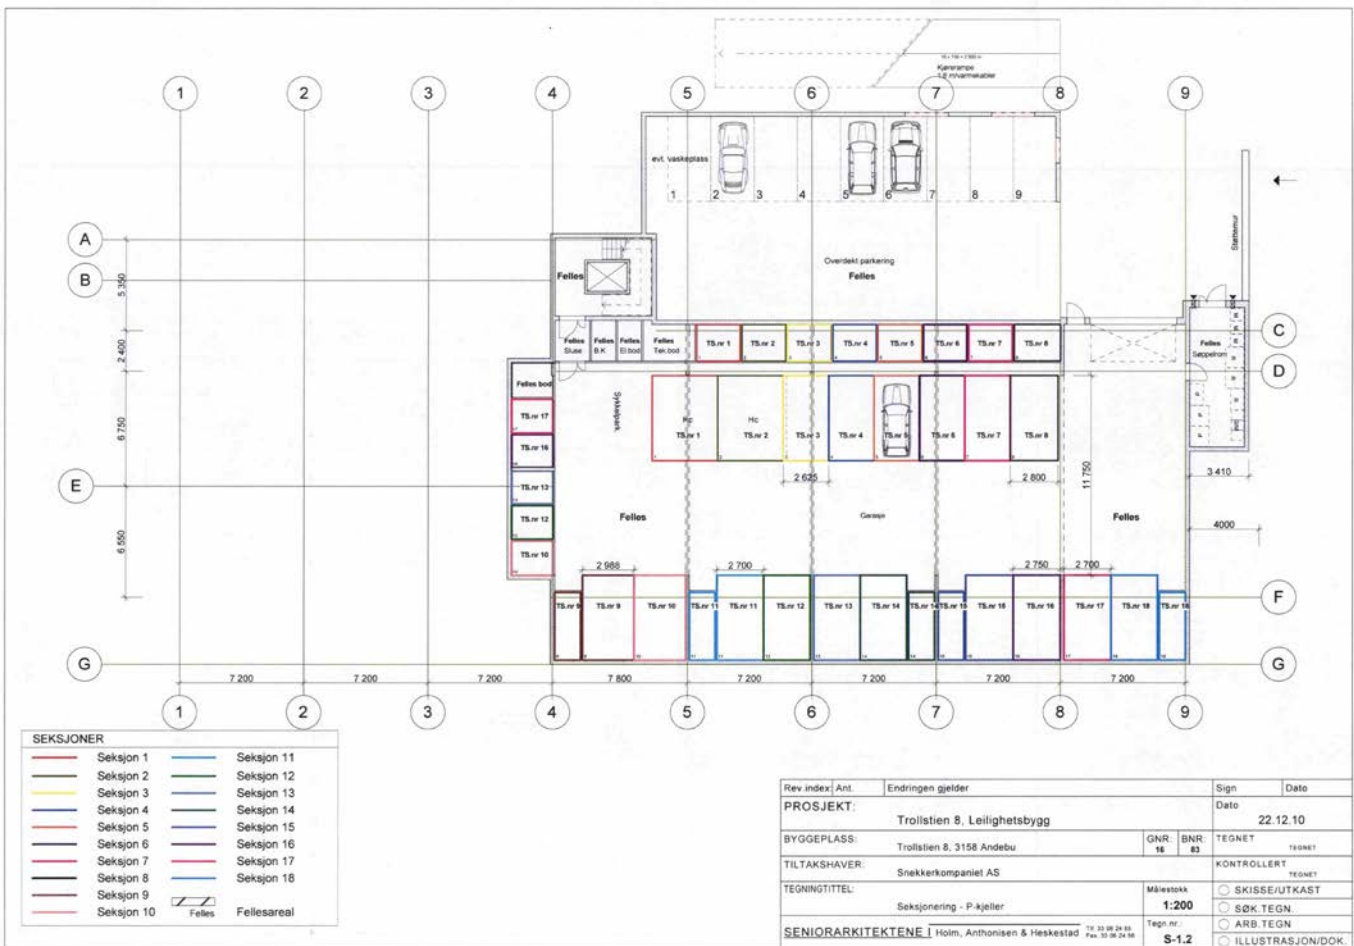 18 x 156 = 2 808 m
Kjørerampe
1:8 m/varmekabler
1 2 3 4 5 6 7 8 9
evt. vaskeplass
1 2 3 4 5 6 7 8 9
A
B
5 350
Felles
Overdekt parkering
Felles
Støttemur
C
2 400
Felles Sluse
Felles B.K
Felles El.bod
Felles Tek.bod
TS.nr 1 TS.nr 2 TS.nr 3 TS.nr 4 TS.nr 5 TS.nr 6 TS.nr 7 TS.nr 8
Felles
Søppelrom
D
Felles bod
Sykkelpark.
6 750
TS.nr 17
TS.nr 16
Hc
Hc
TS.nr 1 TS.nr 2 TS.nr 3 TS.nr 4 TS.nr 5 TS.nr 6 TS.nr 7 TS.nr 8
P P P
11 750
2 625
2 800
3 410
E
TS.nr 13
TS.nr 12
TS.nr 10
6 550
Felles
Garasje
Felles
4000
2 988
2 700
2 750
2 700
F
TS.nr 9 TS.nr 9 TS.nr 10 TS.nr 11 TS.nr 11 TS.nr 12 TS.nr 13 TS.nr 14 TS.nr 14 TS.nr 15 TS.nr 15 TS.nr 16 TS.nr 17 TS.nr 18 TS.nr 18
G
G
7 200 7 200 7 200 7 800 7 200 7 200 7 200 7 200
1 2 3 4 5 6 7 8 9
SEKSJONER
Seksjon 1 Seksjon 11
Seksjon 2 Seksjon 12
Seksjon 3 Seksjon 13
Seksjon 4 Seksjon 14
Seksjon 5 Seksjon 15
Seksjon 6 Seksjon 16
Seksjon 7 Seksjon 17
Seksjon 8 Seksjon 18
Seksjon 9
Seksjon 10 Felles Fellesareal
Rev.index: Ant. Endringen gjelder Sign Dato
PROSJEKT:
Trollstien 8, Leilighetsbygg
Dato
22.12.10
BYGGEPLASS:
Trollstien 8, 3158 Andebu
GNR: 16 BNR: 83
TEGNET
TEGNET
TILTAKSHAVER:
Snekkerkompaniet AS
KONTROLLERT
TEGNET
TEGNINGTITTEL:
Seksjonering - P-kjeller
Målestokk
1:200
SKISSE/UTKAST
SØK.TEGN.
SENIORARKITEKTENE Holm, Anthonisen & Heskestad
Tegn.nr.:
S-1.2
ARB.TEGN
ILLUSTRASJON/DOK.